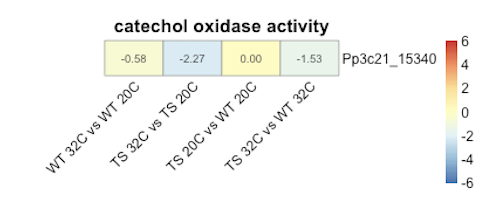 catechol oxidase activity
-0.58 -2.27 0.00 -1.53 Pp3c21_15340
WT 32C vs WT 20C
TS 32C vs TS 20C
TS 20C vs WT 20C
TS 32C vs WT 32C
6
4
2
0
-2
-4
-6